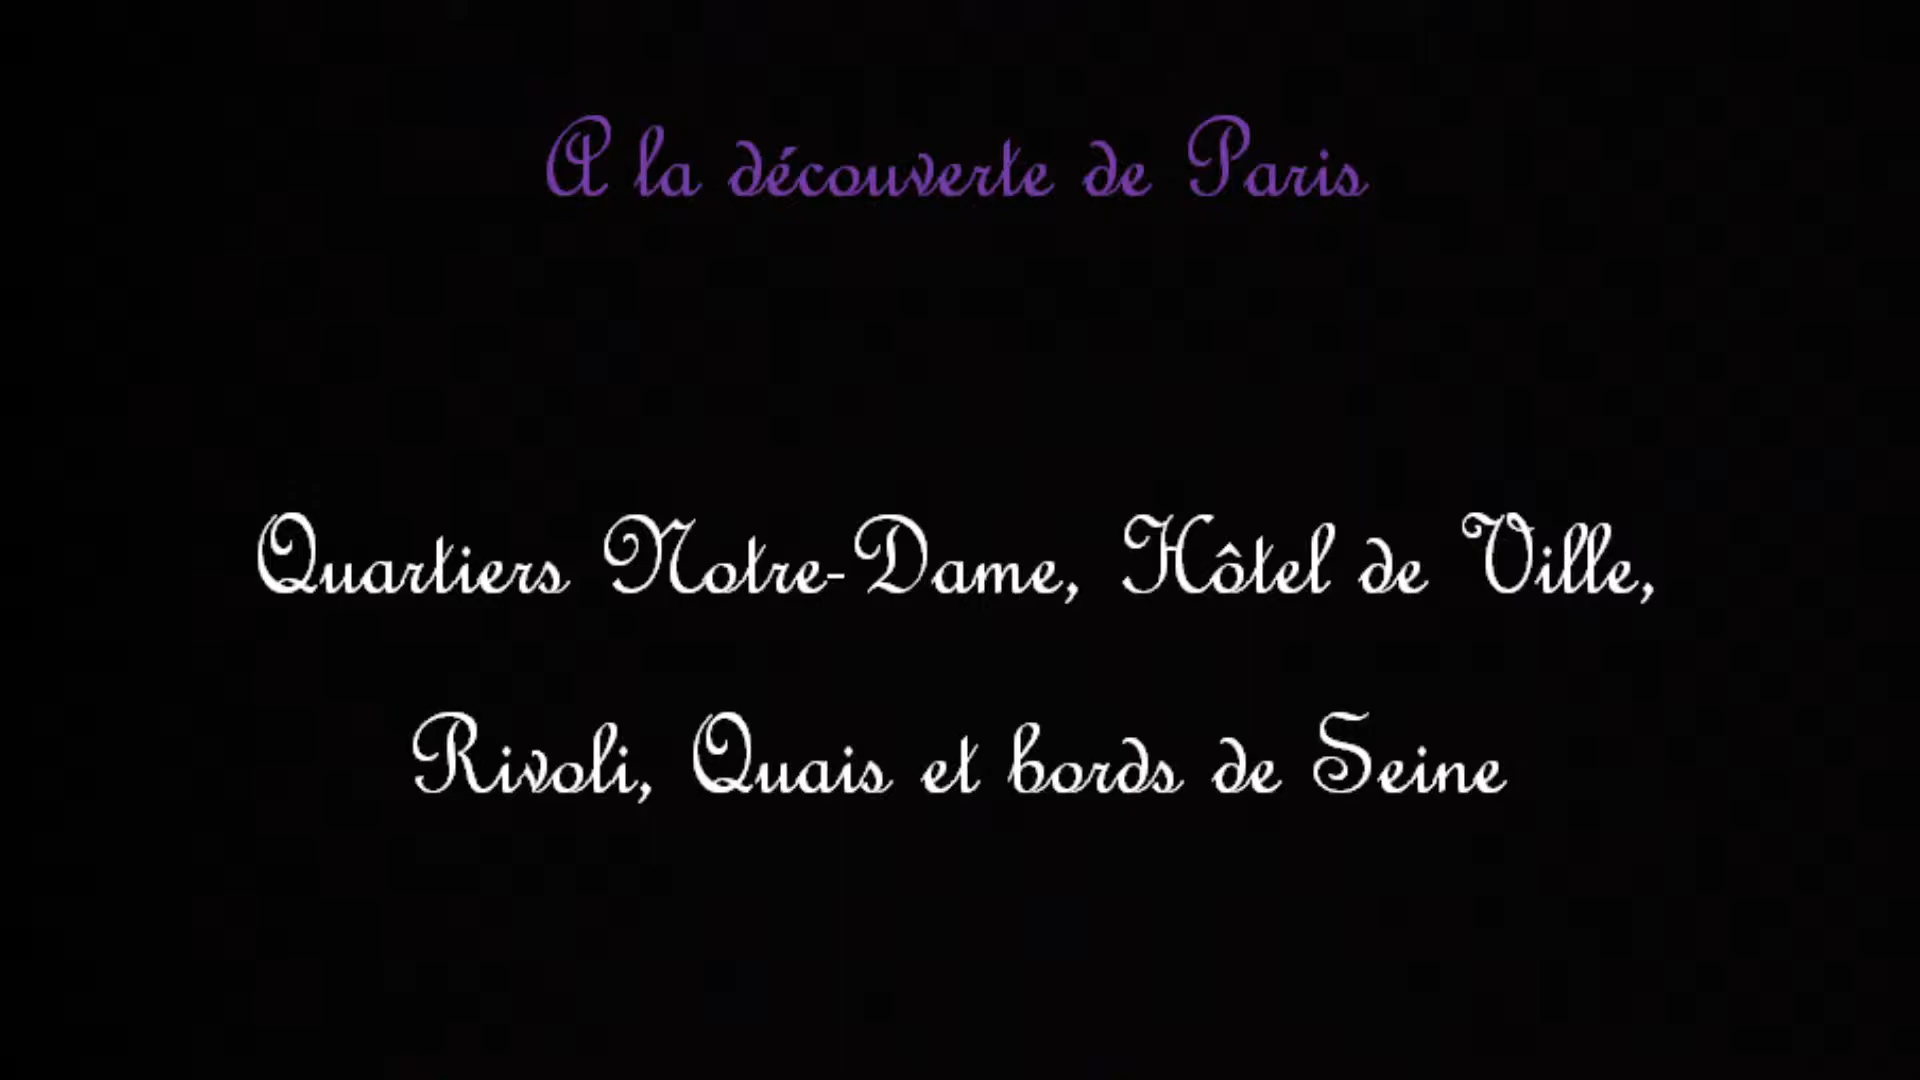 A la découverte de Paris
Quartiers Notre-Dame, Hôtel de Ville,
Rivoli, Quais et bords de Seine